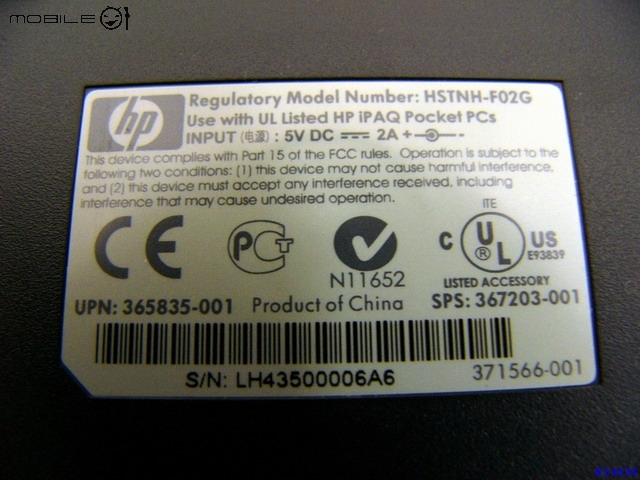 MOBILE
hp
Regulatory Model Number: HSTNH-F02G
Use with UL Listed HP iPAQ Pocket PCs
INPUT (电源): 5V DC ⎓ 2A + -
This device complies with Part 15 of the FCC rules. Operation is subject to the
following two conditions: (1) this device may not cause harmful interference,
and (2) this device must accept any interference received, including
interference that may cause undesired operation.
CE
PCT
N11652
ITE
C UL ® US
E93839
LISTED ACCESSORY
UPN: 365835-001 Product of China SPS: 367203-001
S/N: LH43500006A6
371566-001